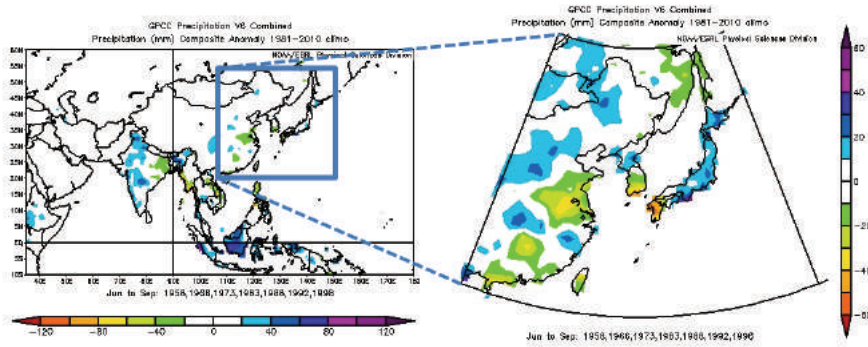 GPCC Precipitation V6 Combined
Precipitation (mm) Composite Anomaly 1981-2010 climo
NOAA/ESRL Physical Sciences Division
60N
55N
50N
45N
40N
35N
30N
25N
20N
15N
10N
5N
EQ
5S
10S
40E 50E 60E 70E 80E 90E 100E 110E 120E 130E 140E 150E 160E 170E 180
Jun to Sep: 1958,1966,1973,1983,1988,1992,1998
-120 -80 -40 0 40 80 120
GPCC Precipitation V6 Combined
Precipitation (mm) Composite Anomaly 1981-2010 climo
NOAA/ESRL Physical Sciences Division
60
40
20
0
-20
-40
Jun to Sep: 1958,1966,1973,1983,1988,1992,1998